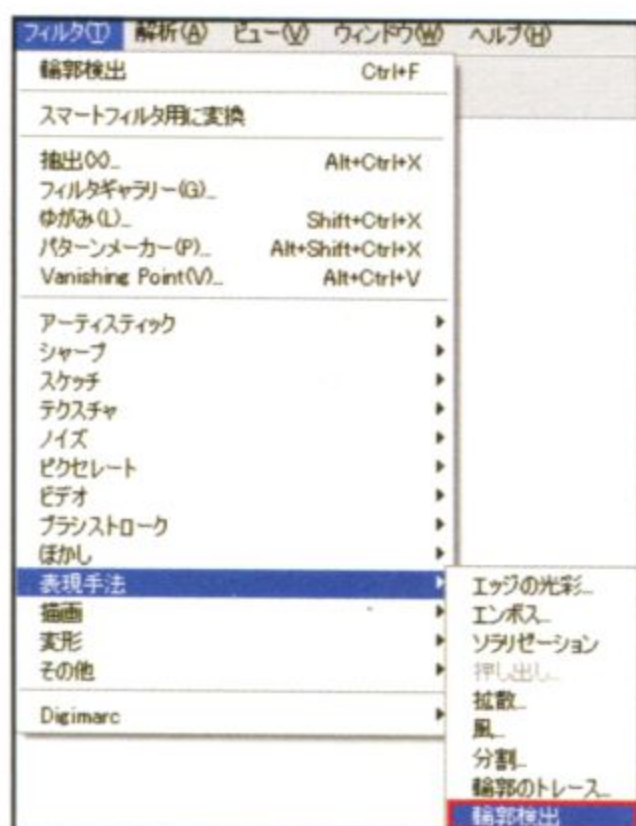 フィルタ(T) 解析(A) ビュー(V) ウィンドウ(W) ヘルプ(H)
輪郭検出 Ctrl+F
スマートフィルタ用に変換
抽出(X)... Alt+Ctrl+X
フィルタギャラリー(G)...
ゆがみ(L)... Shift+Ctrl+X
パターンメーカー(P)... Alt+Shift+Ctrl+X
Vanishing Point(V)... Alt+Ctrl+V
アーティスティック
シャープ
スケッチ
テクスチャ
ノイズ
ピクセレート
ビデオ
ブラシストローク
ぼかし
表現手法
描画
変形
その他
Digimarc
エッジの光彩...
エンボス...
ソラリゼーション
押し出し...
拡散...
風...
分割...
輪郭のトレース...
輪郭検出